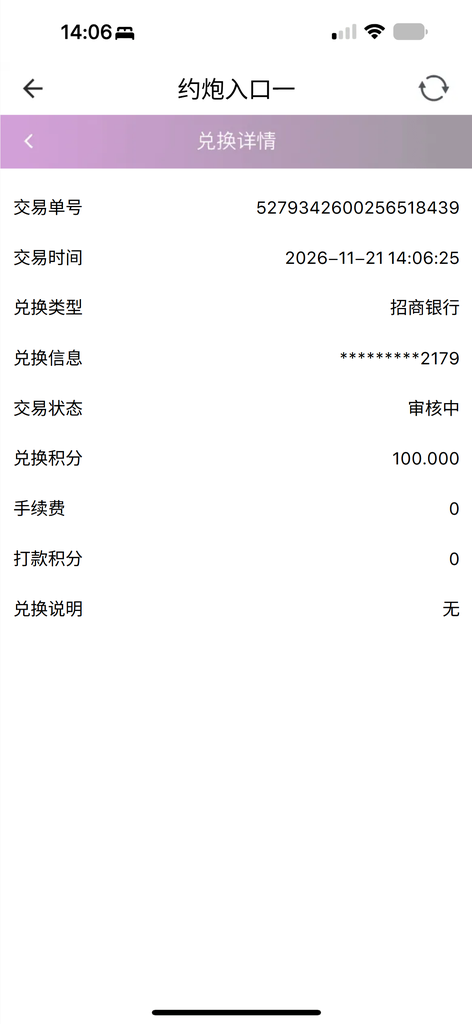 14:06
约炮入口一
兑换详情
交易单号 5279342600256518439
交易时间 2026-11-21 14:06:25
兑换类型 招商银行
兑换信息 *********2179
交易状态 审核中
兑换积分 100.000
手续费 0
打款积分 0
兑换说明 无